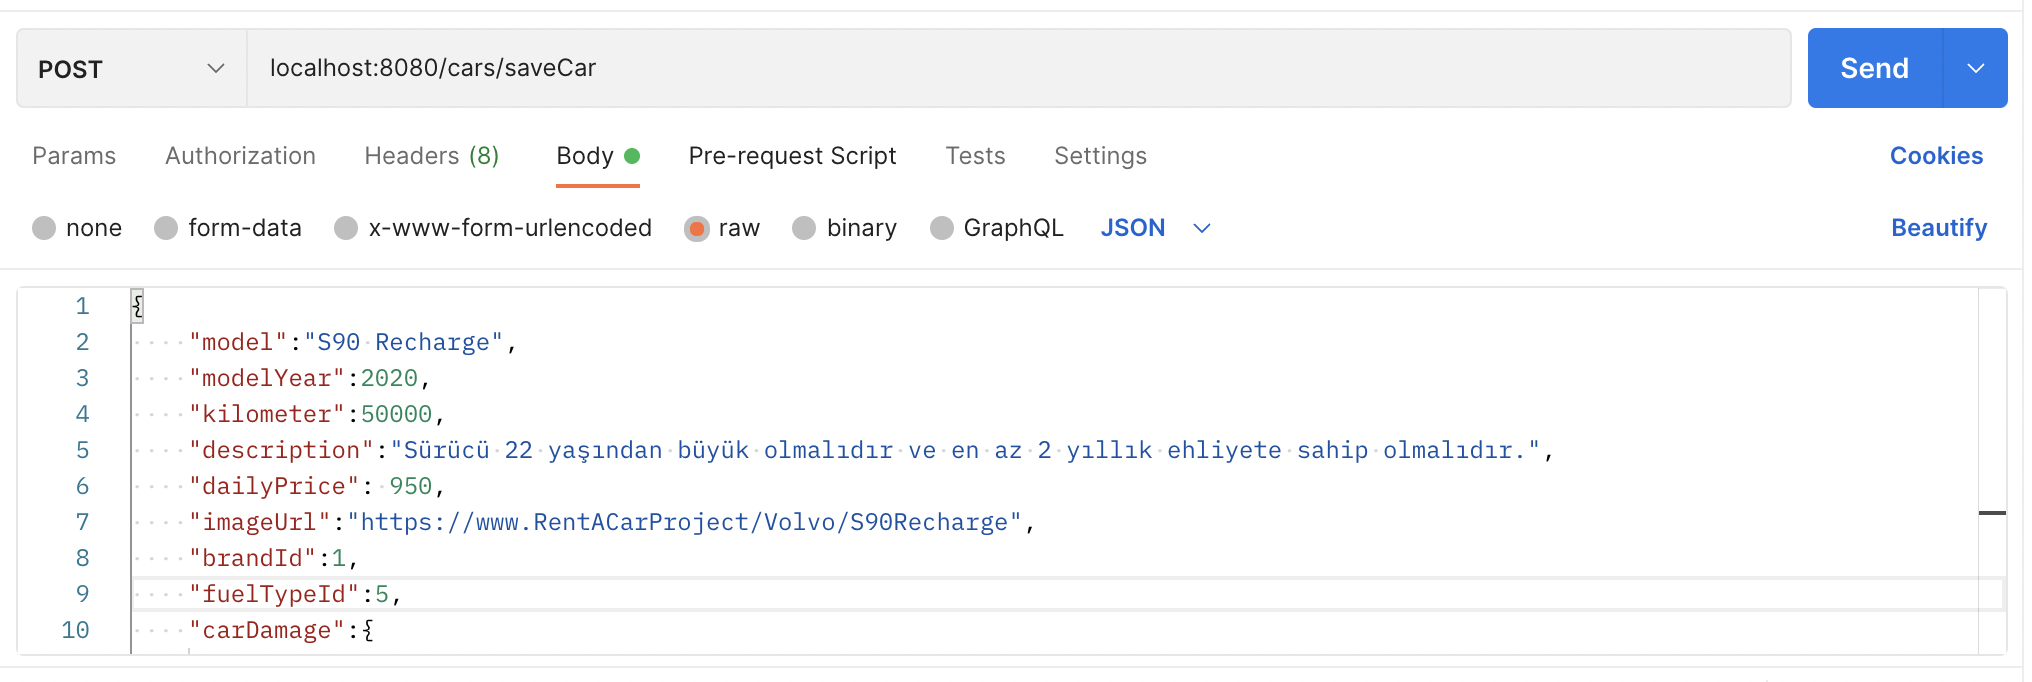 POST localhost:8080/cars/saveCar Send
Params Authorization Headers (8) Body Pre-request Script Tests Settings Cookies
none form-data x-www-form-urlencoded raw binary GraphQL JSON Beautify
1 {
2 "model":"S90 Recharge",
3 "modelYear":2020,
4 "kilometer":50000,
5 "description":"Sürücü 22 yaşından büyük olmalıdır ve en az 2 yıllık ehliyete sahip olmalıdır.",
6 "dailyPrice": 950,
7 "imageUrl":"https://www.RentACarProject/Volvo/S90Recharge",
8 "brandId":1,
9 "fuelTypeId":5,
10 "carDamage":{